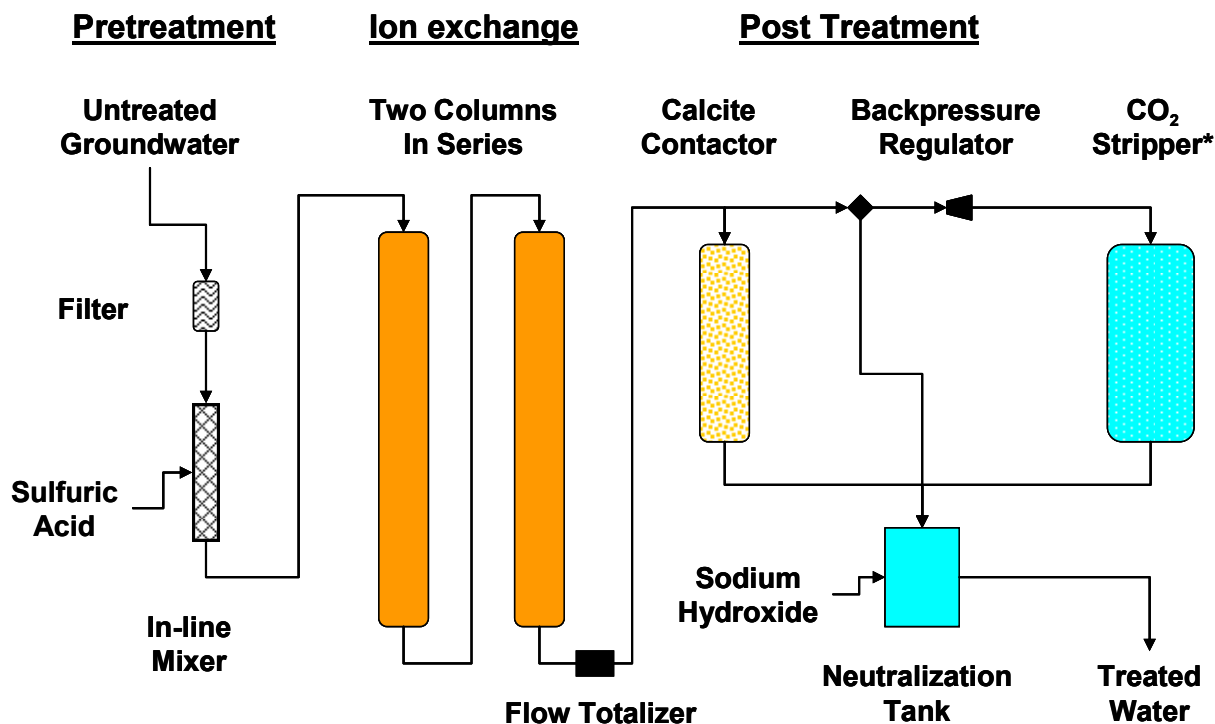 Pretreatment
Ion exchange
Post Treatment
Untreated
Groundwater
Two Columns
In Series
Calcite
Contactor
Backpressure
Regulator
CO₂
Stripper*
Filter
Sulfuric
Acid
In-line
Mixer
Flow Totalizer
Sodium
Hydroxide
Neutralization
Tank
Treated
Water